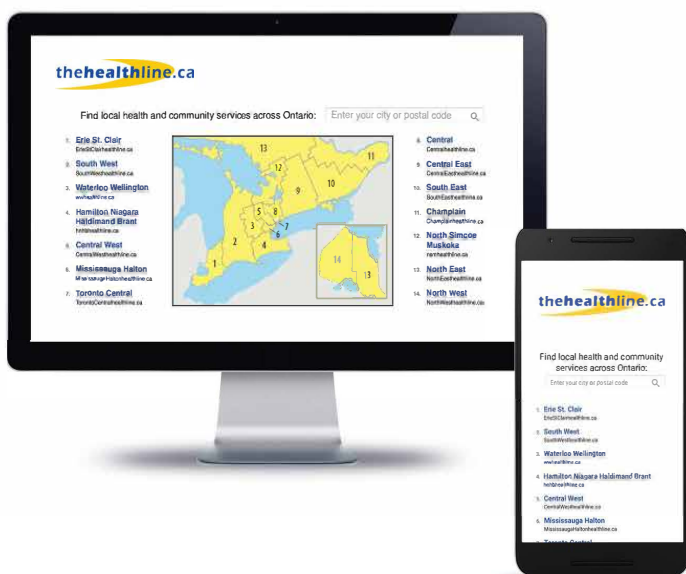 thehealthline.ca
Find local health and community services across Ontario:
Enter your city or postal code
1. Erie St. Clair
ErieStClairhealthline.ca
2. South West
SouthWesthealthline.ca
3. Waterloo Wellington
wwhealthline.ca
4. Hamilton Niagara
Haldimand Brant
hnhbhealthline.ca
5. Central West
CentralWesthealthline.ca
6. Mississauga Halton
MississaugaHaltonhealthline.ca
7. Toronto Central
TorontoCentralhealthline.ca
13
12
11
10
9
5
8
3
7
6
2
4
1
14
13
8. Central
Centralhealthline.ca
9. Central East
CentralEasthealthline.ca
10. South East
SouthEasthealthline.ca
11. Champlain
Champlainhealthline.ca
12. North Simcoe
Muskoka
nsmhealthline.ca
13. North East
NorthEasthealthline.ca
14. North West
NorthWesthealthline.ca
thehealthline.ca
Find local health and community
services across Ontario:
Enter your city or postal code
1. Erie St. Clair
ErieStClairhealthline.ca
2. South West
SouthWesthealthline.ca
3. Waterloo Wellington
wwhealthline.ca
4. Hamilton Niagara Haldimand Brant
hnhbhealthline.ca
5. Central West
CentralWesthealthline.ca
6. Mississauga Halton
MississaugaHaltonhealthline.ca
Toronto Central